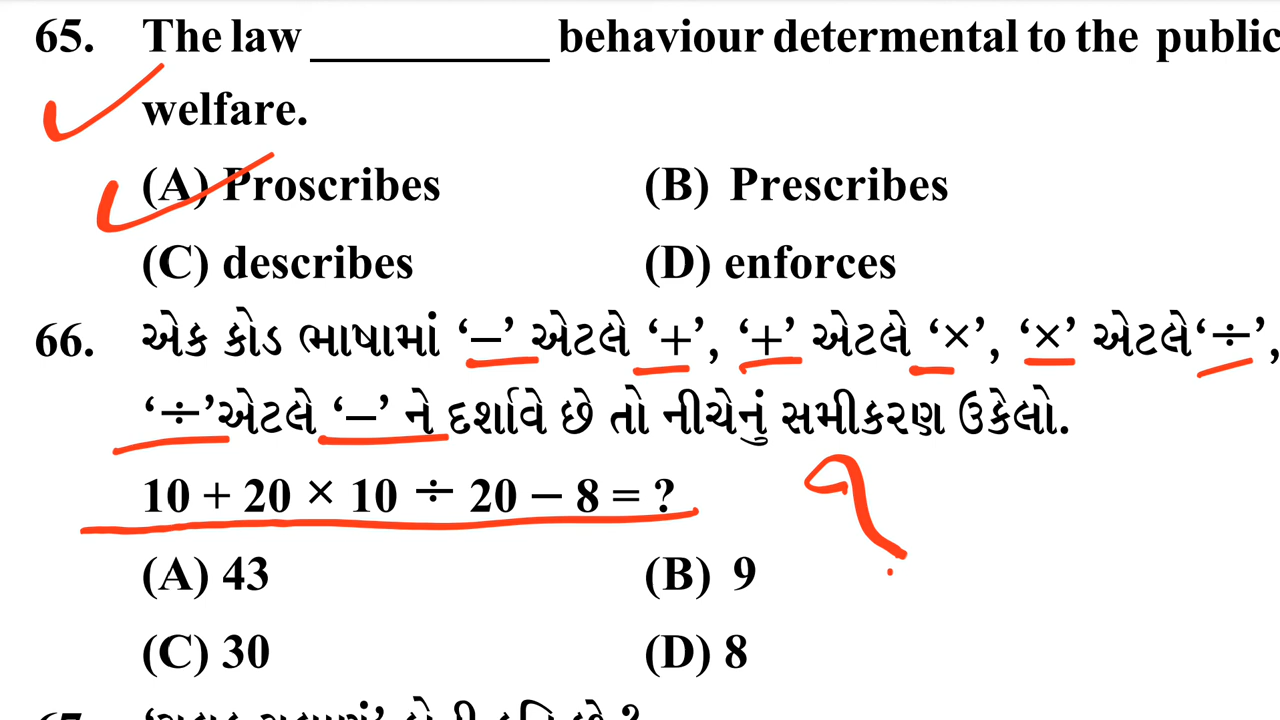 65. The law __________ behaviour determental to the public
welfare.
(A) Proscribes (B) Prescribes
(C) describes (D) enforces
66. એક કોડ ભાષામાં ‘−’ એટલે ‘+’, ‘+’ એટલે ‘×’, ‘×’ એટલે‘÷’,
‘÷’એટલે ‘−’ ને દર્શાવે છે તો નીચેનું સમીકરણ ઉકેલો.
10 + 20 × 10 ÷ 20 − 8 = ?
(A) 43 (B) 9
(C) 30 (D) 8